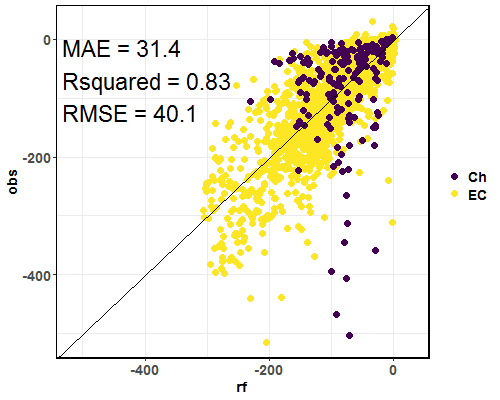 MAE = 31.4
Rsquared = 0.83
RMSE = 40.1
0
-200
-400
obs
-400 -200 0
rf
Ch
EC